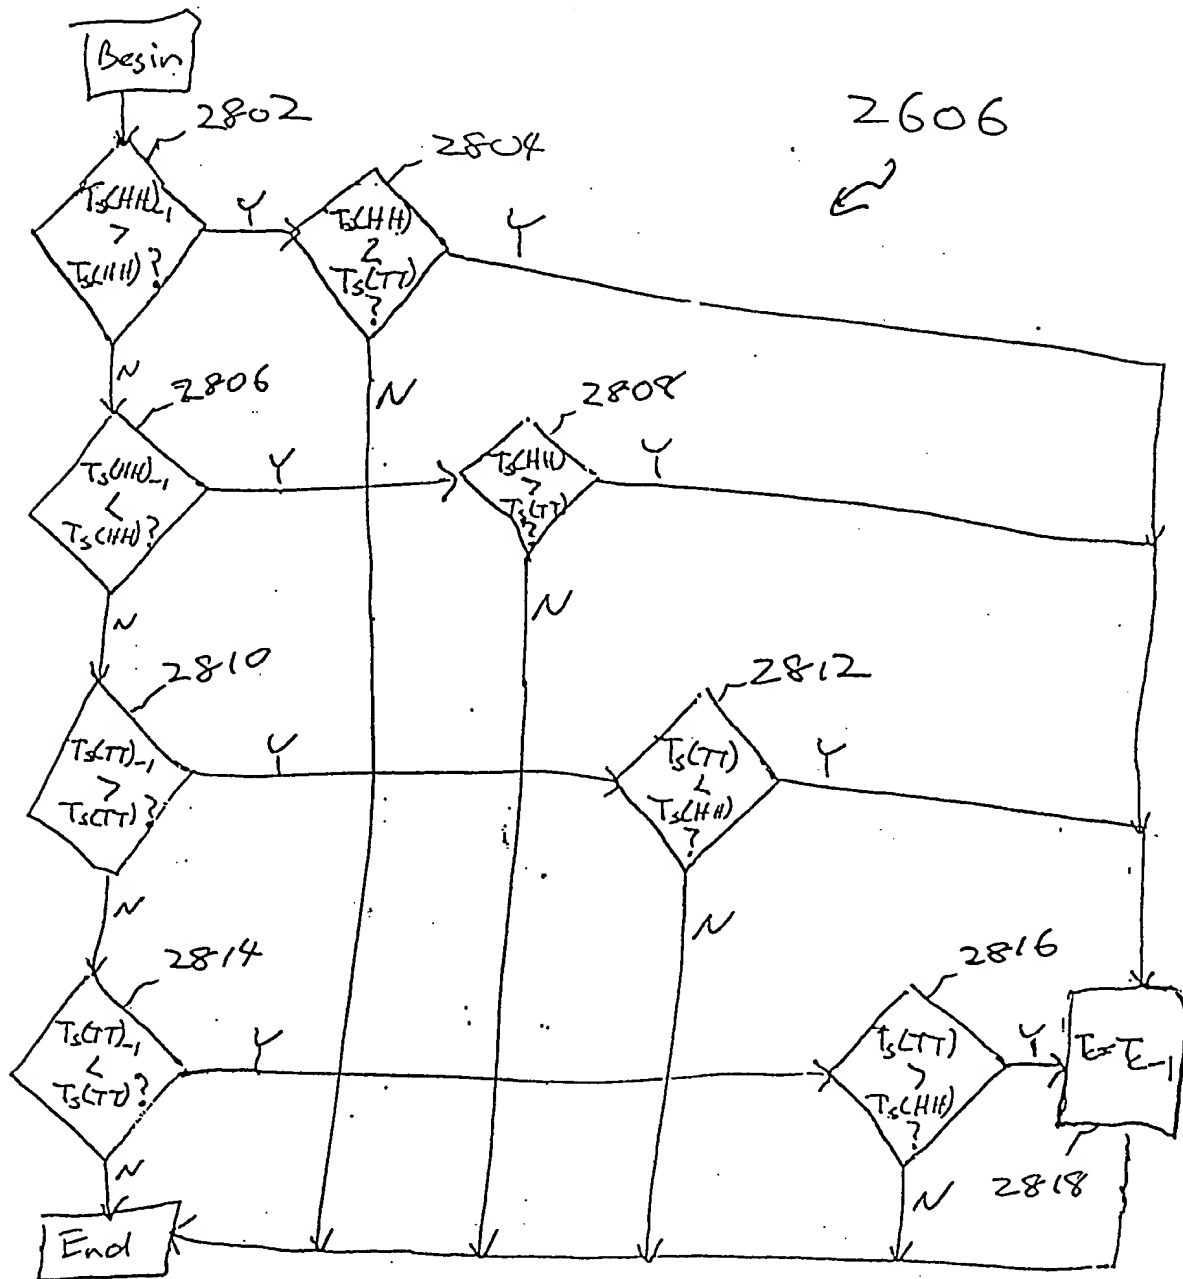 Begin
2802
2606
2804
Ts(HH)-1
>
Ts(HH)?
Y
Ts(HH)
<
Ts(TT)
?
Y
N
N
2806
2808
Ts(HH)-1
<
Ts(HH)?
Y
Ts(HH)
>
Ts(TT)
?
Y
N
N
2810
2812
Ts(TT)-1
>
Ts(TT)?
Y
Ts(TT)
<
Ts(HH)
?
Y
N
N
2814
2816
Ts(TT)-1
<
Ts(TT)?
Y
Ts(TT)
>
Ts(HH)
?
Y
Tc=Tc-1
N
N
2818
End